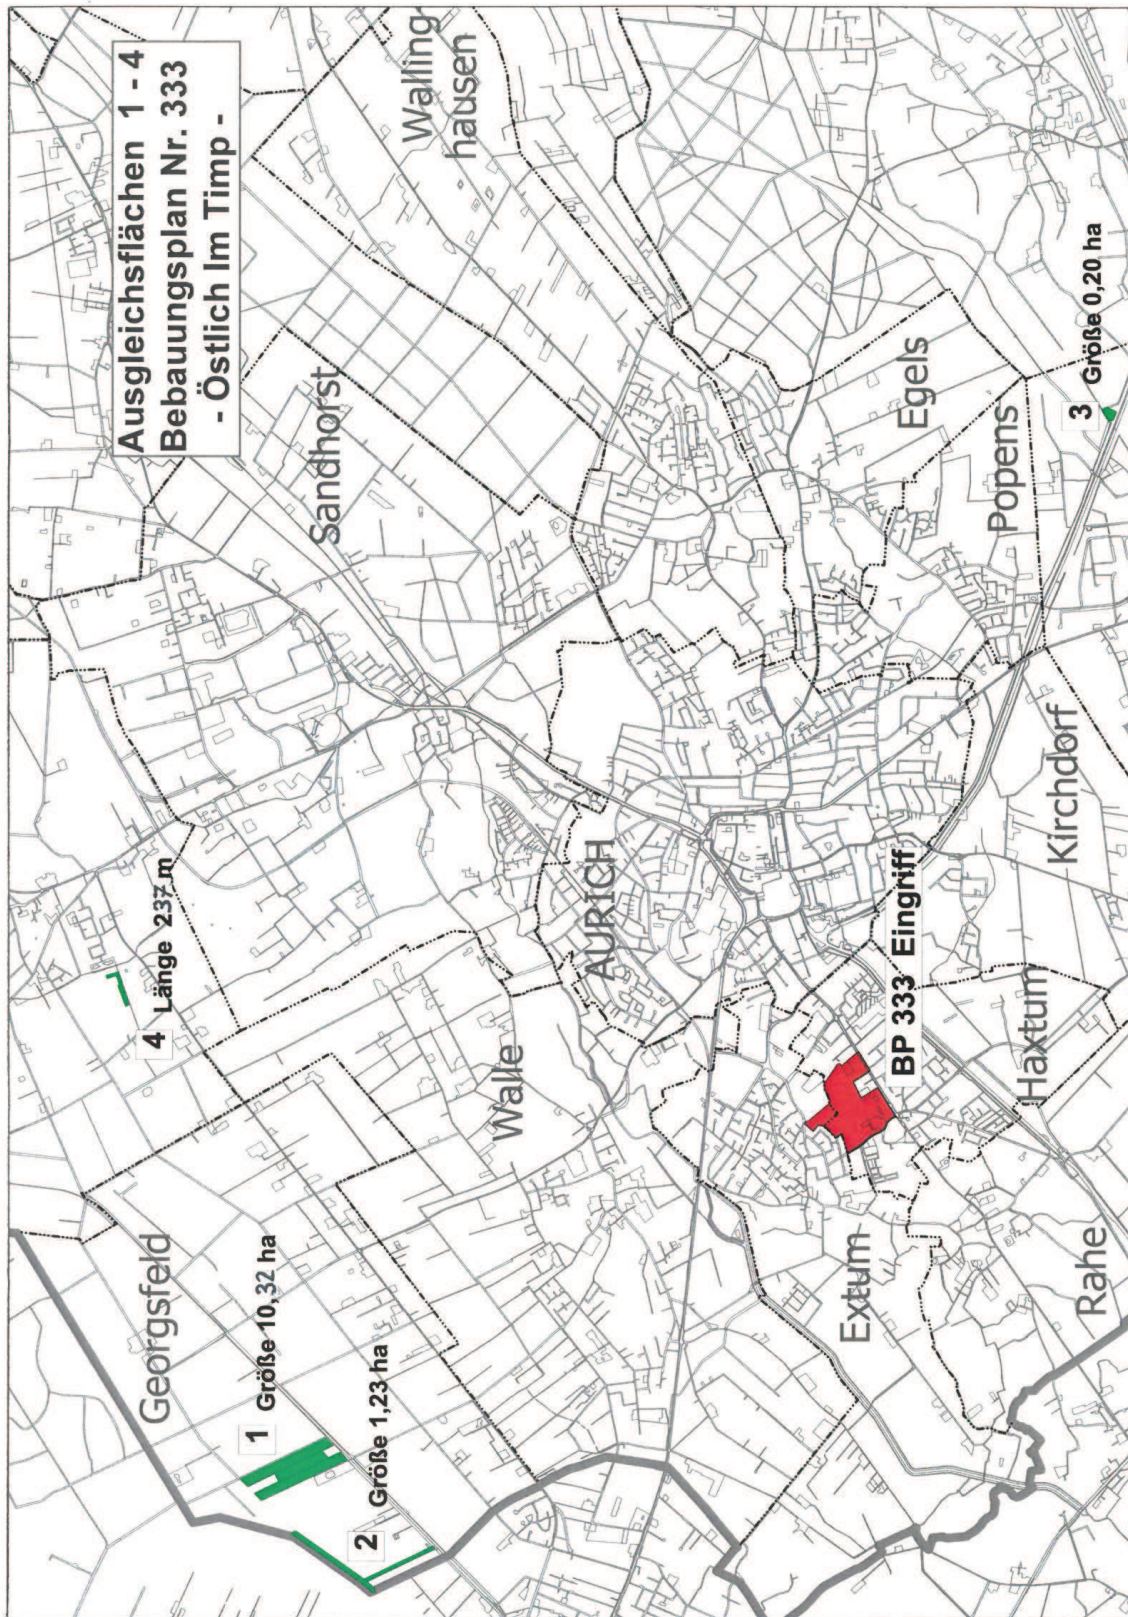 Ausgleichsflächen 1 - 4
Bebauungsplan Nr. 333
- Östlich Im Timp -
Georgsfeld
1 Größe 10,32 ha
2 Größe 1,23 ha
4 Länge 237 m
Walle
Sandhorst
Walling
hausen
AURICH
Extum
BP 333 Eingriff
Rahe
Haxtum
Kirchdorf
Popens
Egels
3 Größe 0,20 ha